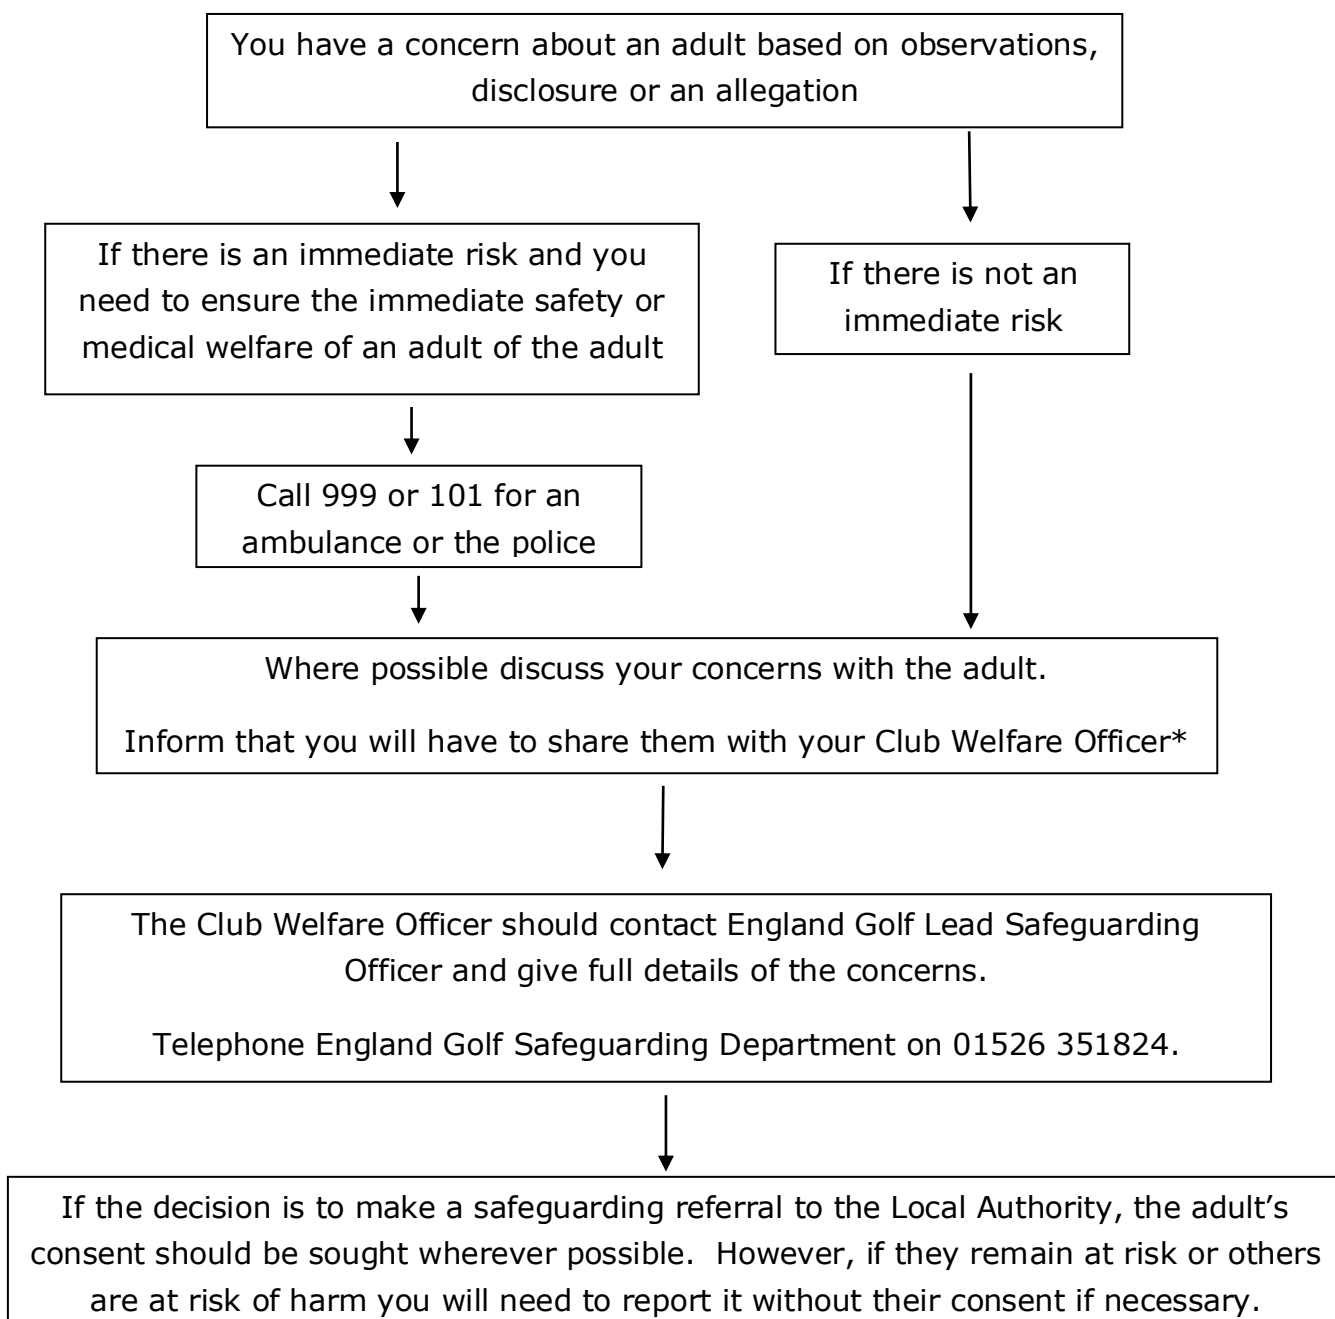 You have a concern about an adult based on observations,
disclosure or an allegation
If there is an immediate risk and you
need to ensure the immediate safety or
medical welfare of an adult of the adult
If there is not an
immediate risk
Call 999 or 101 for an
ambulance or the police
Where possible discuss your concerns with the adult.
Inform that you will have to share them with your Club Welfare Officer*
The Club Welfare Officer should contact England Golf Lead Safeguarding
Officer and give full details of the concerns.
Telephone England Golf Safeguarding Department on 01526 351824.
If the decision is to make a safeguarding referral to the Local Authority, the adult’s
consent should be sought wherever possible.  However, if they remain at risk or others
are at risk of harm you will need to report it without their consent if necessary.